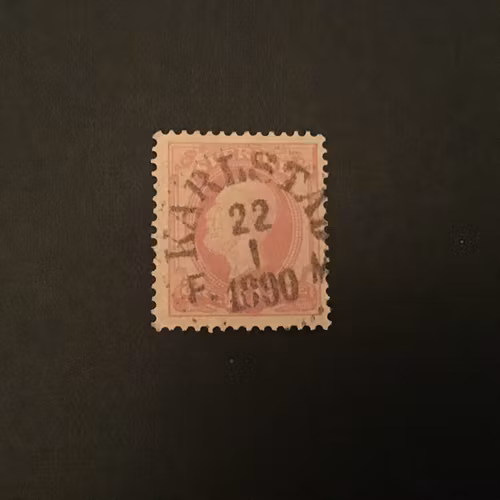 KARLSTAD
22
1
F. 1890 M